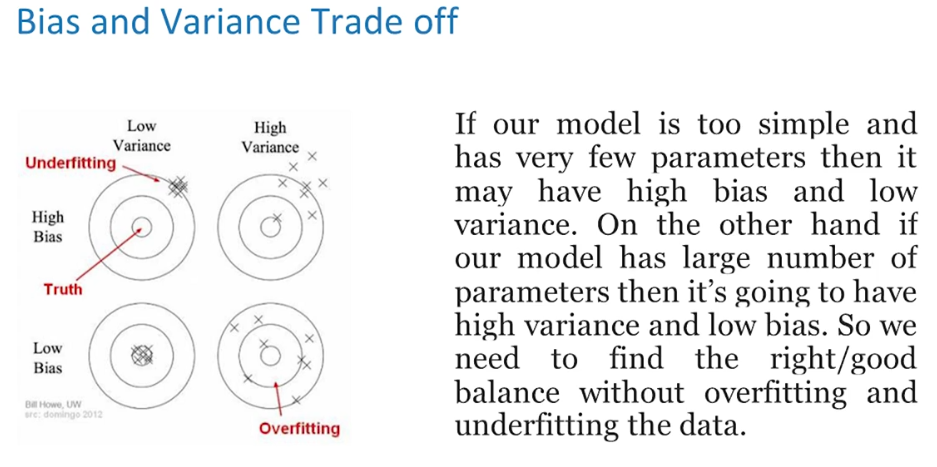 Bias and Variance Trade off
Low
Variance
High
Variance
Underfitting
High
Bias
Truth
Low
Bias
Bill Howe, UW
src: domingo 2012
Overfitting
If our model is too simple and
has very few parameters then it
may have high bias and low
variance. On the other hand if
our model has large number of
parameters then it’s going to have
high variance and low bias. So we
need to find the right/good
balance without overfitting and
underfitting the data.